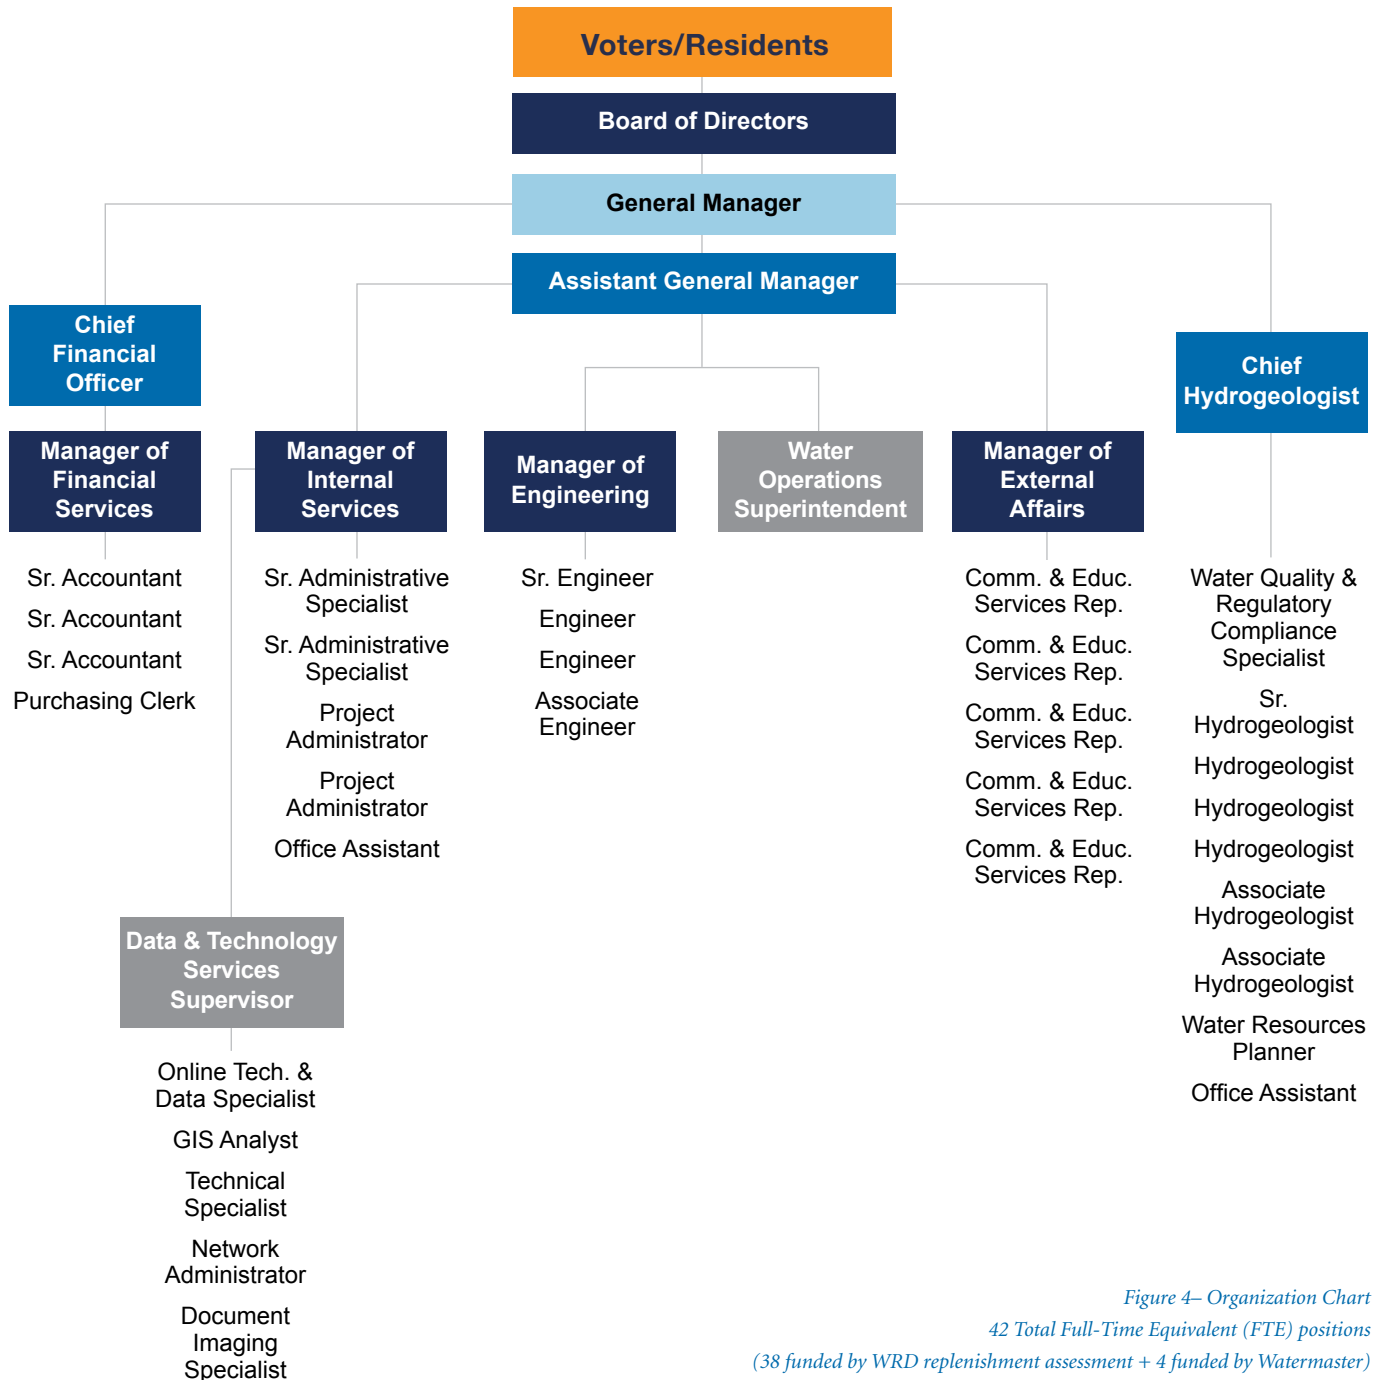 Voters/Residents
Board of Directors
General Manager
Assistant General Manager
Chief
Financial
Officer
Manager of
Financial
Services
Sr. Accountant
Sr. Accountant
Sr. Accountant
Purchasing Clerk
Manager of
Internal
Services
Sr. Administrative
Specialist
Sr. Administrative
Specialist
Project
Administrator
Project
Administrator
Office Assistant
Data & Technology
Services
Supervisor
Online Tech. &
Data Specialist
GIS Analyst
Technical
Specialist
Network
Administrator
Document
Imaging
Specialist
Manager of
Engineering
Sr. Engineer
Engineer
Engineer
Associate
Engineer
Water
Operations
Superintendent
Manager of
External
Affairs
Comm. & Educ.
Services Rep.
Comm. & Educ.
Services Rep.
Comm. & Educ.
Services Rep.
Comm. & Educ.
Services Rep.
Comm. & Educ.
Services Rep.
Chief
Hydrogeologist
Water Quality &
Regulatory
Compliance
Specialist
Sr.
Hydrogeologist
Hydrogeologist
Hydrogeologist
Hydrogeologist
Associate
Hydrogeologist
Associate
Hydrogeologist
Water Resources
Planner
Office Assistant
Figure 4– Organization Chart
42 Total Full-Time Equivalent (FTE) positions
(38 funded by WRD replenishment assessment + 4 funded by Watermaster)